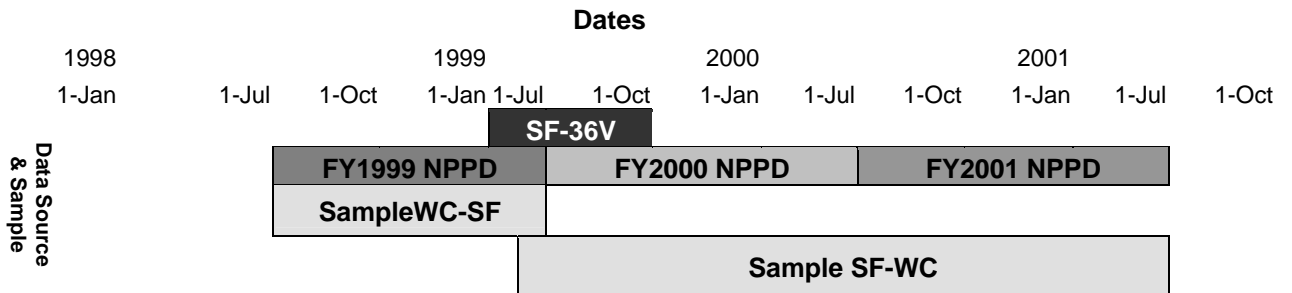 Dates
1998 1999 2000 2001
1-Jan 1-Jul 1-Oct 1-Jan 1-Jul 1-Oct 1-Jan 1-Jul 1-Oct 1-Jan 1-Jul 1-Oct
Data Source
& Sample
SF-36V
FY1999 NPPD FY2000 NPPD FY2001 NPPD
SampleWC-SF
Sample SF-WC